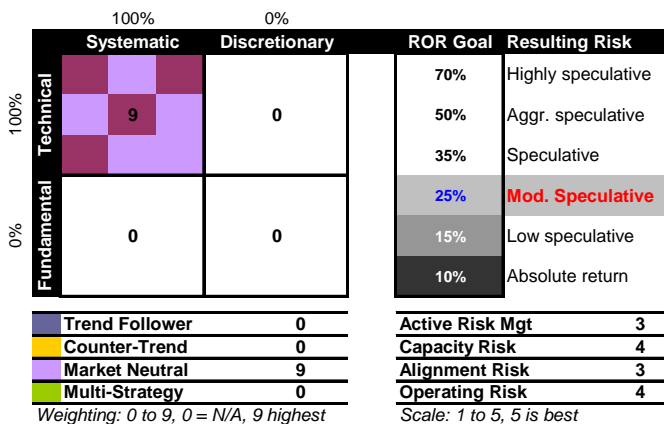 100% 0%
Systematic Discretionary ROR Goal Resulting Risk
100% Technical 9 0
0% Fundamental 0 0
70% Highly speculative
50% Aggr. speculative
35% Speculative
25% Mod. Speculative
15% Low speculative
10% Absolute return
Trend Follower 0
Counter-Trend 0
Market Neutral 9
Multi-Strategy 0
Weighting: 0 to 9, 0 = N/A, 9 highest
Active Risk Mgt 3
Capacity Risk 4
Alignment Risk 3
Operating Risk 4
Scale: 1 to 5, 5 is best